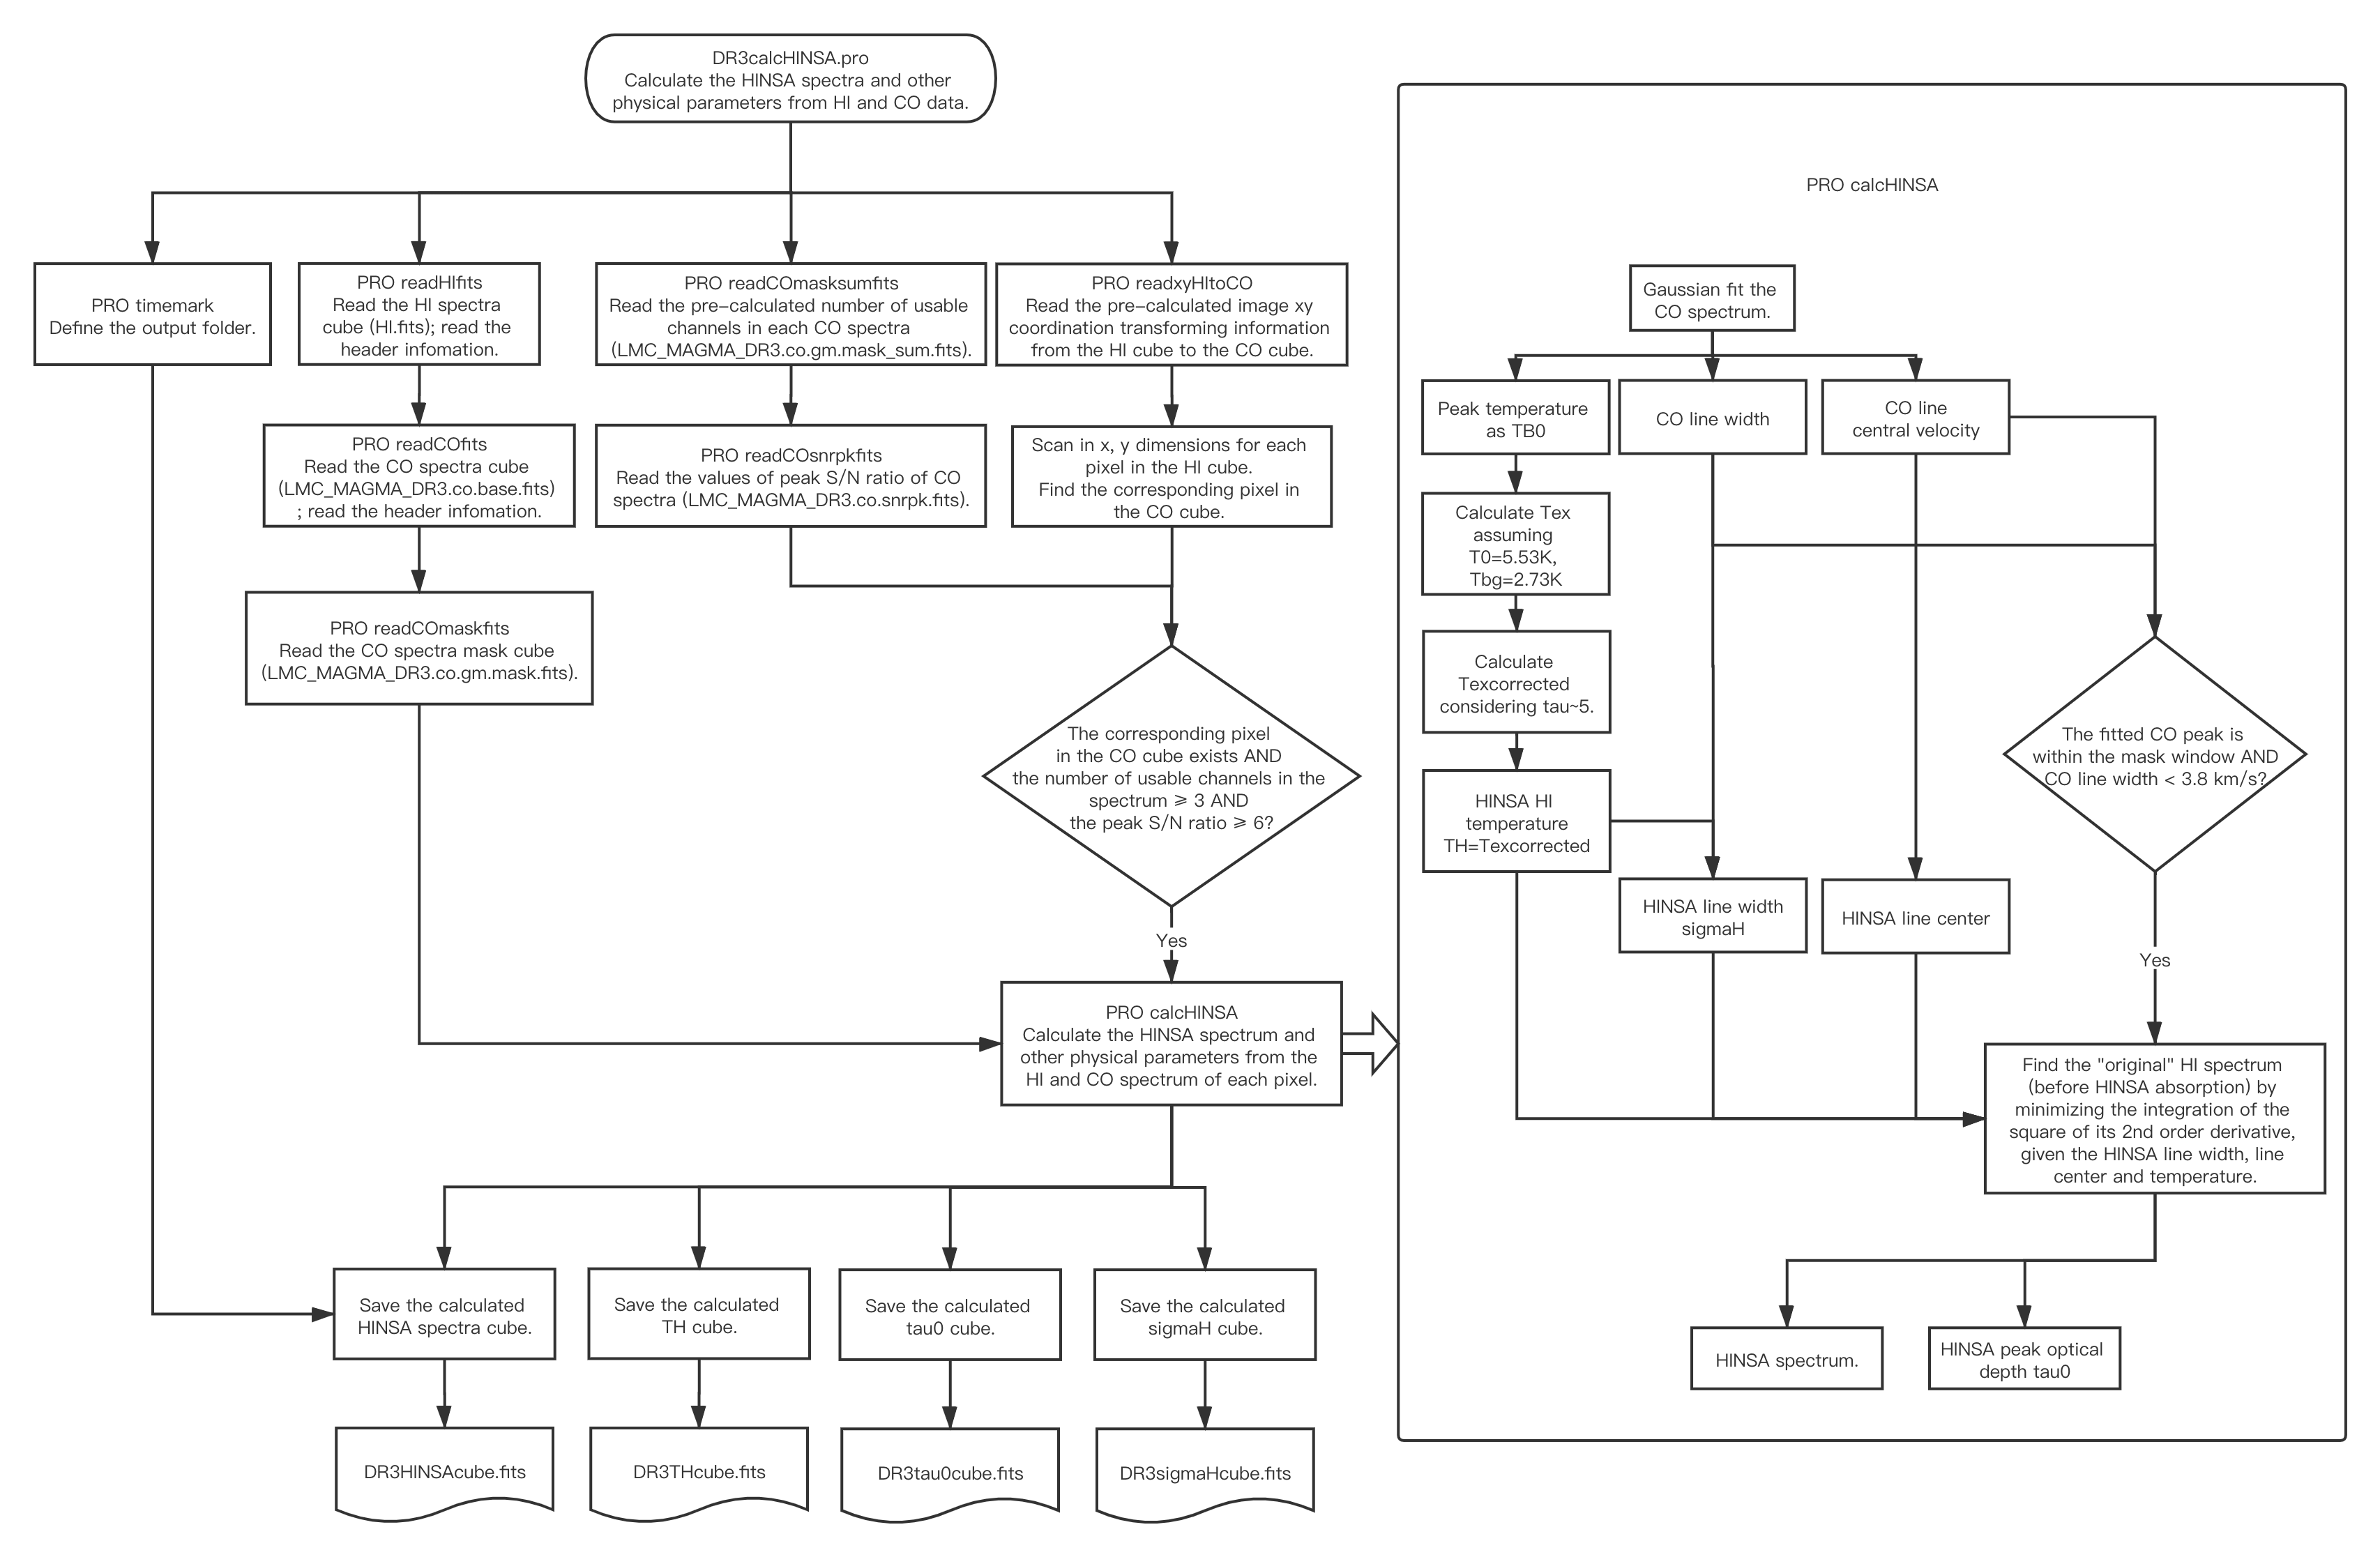 DR3calcHINSA.pro
Calculate the HINSA spectra and other
physical parameters from HI and CO data.
PRO timemark
Define the output folder.
PRO readHIfits
Read the HI spectra
cube (HI.fits); read the
header infomation.
PRO readCOmasksumfits
Read the pre-calculated number of usable
channels in each CO spectra
(LMC_MAGMA_DR3.co.gm.mask_sum.fits).
PRO readxyHItoCO
Read the pre-calculated image xy
coordination transforming information
from the HI cube to the CO cube.
PRO readCOfits
Read the CO spectra cube
(LMC_MAGMA_DR3.co.base.fits)
; read the header infomation.
PRO readCOsnrpkfits
Read the values of peak S/N ratio of CO
spectra (LMC_MAGMA_DR3.co.snrpk.fits).
Scan in x, y dimensions for each
pixel in the HI cube.
Find the corresponding pixel in
the CO cube.
PRO readCOmaskfits
Read the CO spectra mask cube
(LMC_MAGMA_DR3.co.gm.mask.fits).
The corresponding pixel
in the CO cube exists AND
the number of usable channels in the
spectrum ⩾ 3 AND
the peak S/N ratio ⩾ 6?
Yes
PRO calcHINSA
Calculate the HINSA spectrum and
other physical parameters from the
HI and CO spectrum of each pixel.
Save the calculated
HINSA spectra cube.
Save the calculated
TH cube.
Save the calculated
tau0 cube.
Save the calculated
sigmaH cube.
DR3HINSAcube.fits
DR3THcube.fits
DR3tau0cube.fits
DR3sigmaHcube.fits
PRO calcHINSA
Gaussian fit the
CO spectrum.
Peak temperature
as TB0
CO line width
CO line
central velocity
Calculate Tex
assuming
T0=5.53K,
Tbg=2.73K
Calculate
Texcorrected
considering tau~5.
HINSA HI
temperature
TH=Texcorrected
The fitted CO peak is
within the mask window AND
CO line width < 3.8 km/s?
HINSA line width
sigmaH
HINSA line center
Yes
Find the "original" HI spectrum
(before HINSA absorption) by
minimizing the integration of the
square of its 2nd order derivative,
given the HINSA line width, line
center and temperature.
HINSA spectrum.
HINSA peak optical
depth tau0